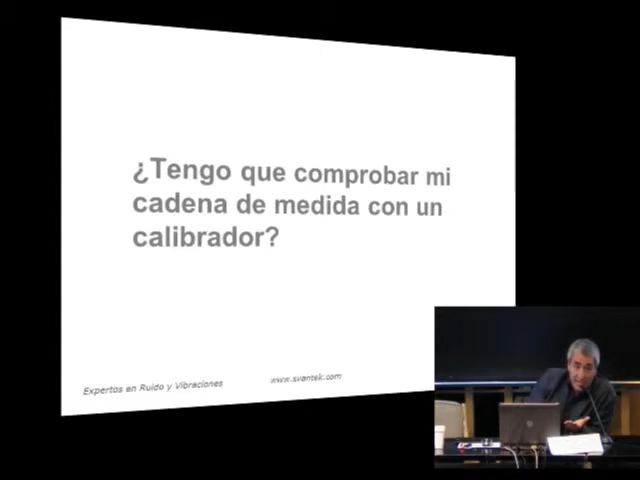 ¿Tengo que comprobar mi
cadena de medida con un
calibrador?
Expertos en Ruido y Vibraciones
www.svantek.com